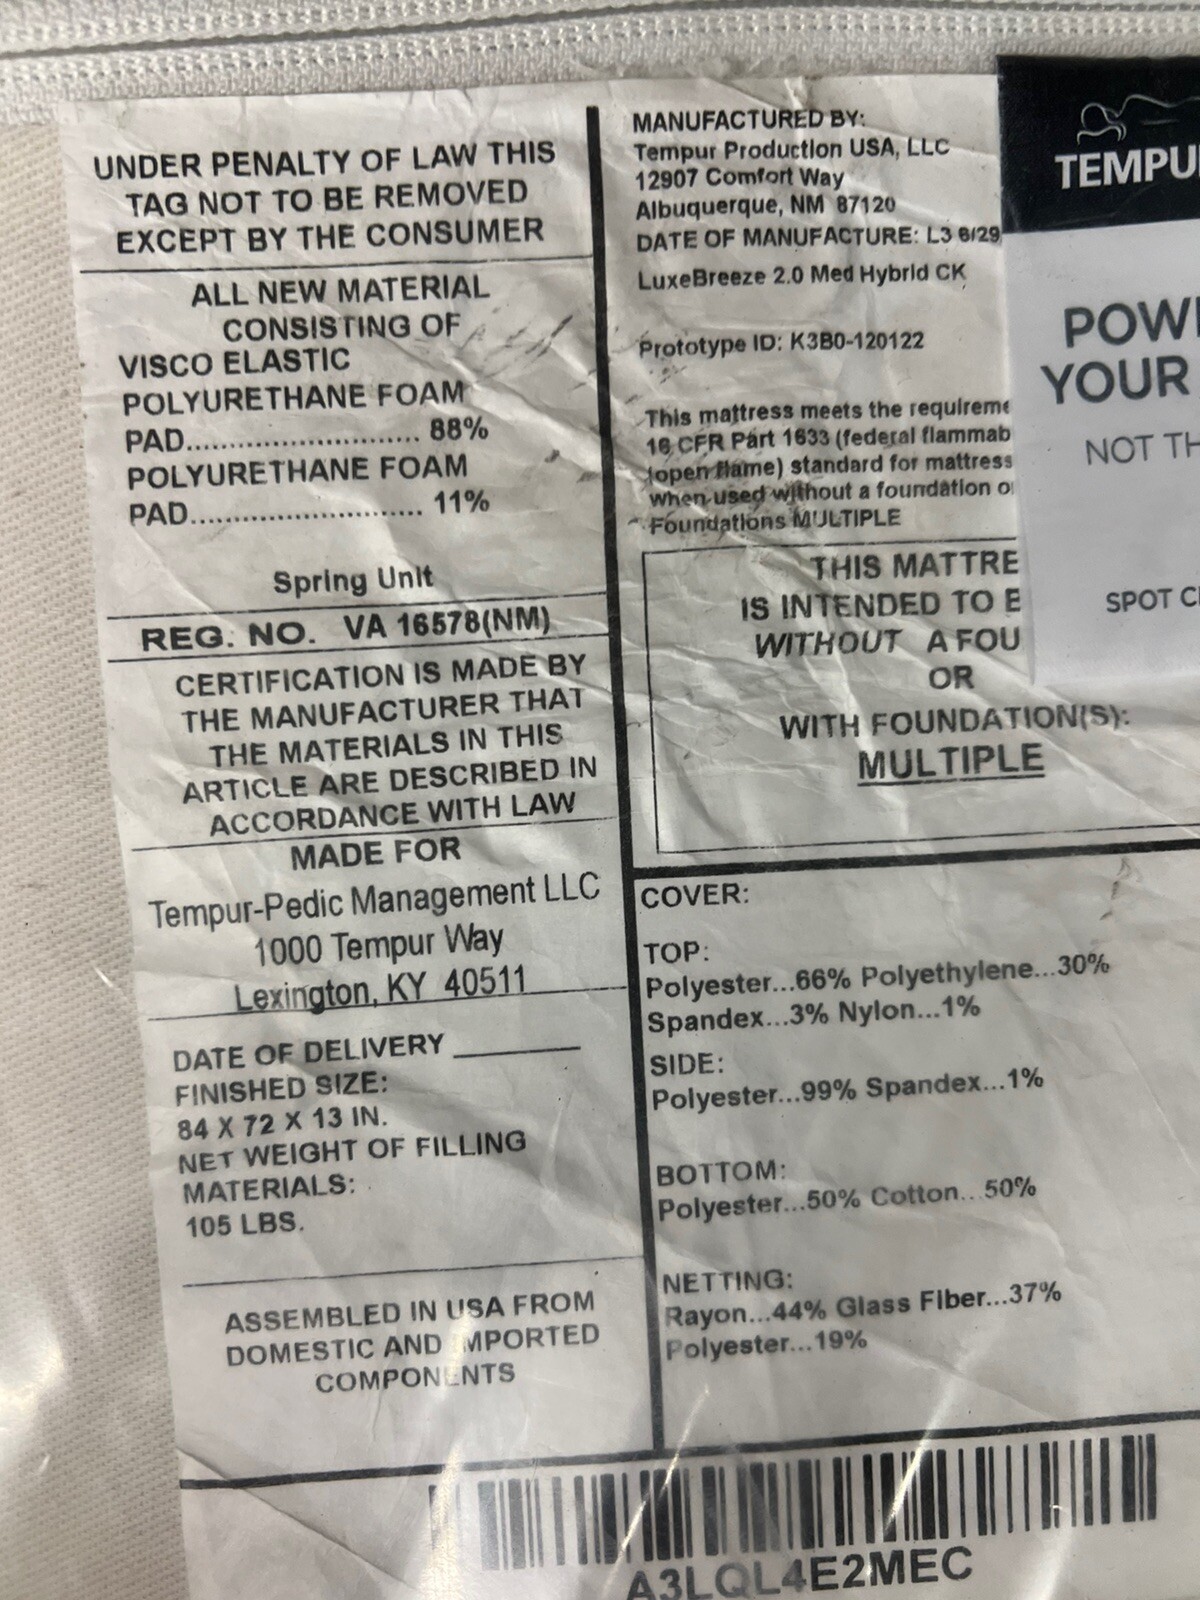 UNDER PENALTY OF LAW THIS
TAG NOT TO BE REMOVED
EXCEPT BY THE CONSUMER
ALL NEW MATERIAL
CONSISTING OF
VISCO ELASTIC
POLYURETHANE FOAM
PAD........................... 88%
POLYURETHANE FOAM
PAD........................... 11%
Spring Unit
REG. NO. VA 16578(NM)
CERTIFICATION IS MADE BY
THE MANUFACTURER THAT
THE MATERIALS IN THIS
ARTICLE ARE DESCRIBED IN
ACCORDANCE WITH LAW
MADE FOR
Tempur-Pedic Management LLC
1000 Tempur Way
Lexington, KY 40511
DATE OF DELIVERY ________
FINISHED SIZE:
84 X 72 X 13 IN.
NET WEIGHT OF FILLING
MATERIALS:
105 LBS.
ASSEMBLED IN USA FROM
DOMESTIC AND IMPORTED
COMPONENTS
MANUFACTURED BY:
Tempur Production USA, LLC
12907 Comfort Way
Albuquerque, NM 87120
DATE OF MANUFACTURE: L3 6/29
LuxeBreeze 2.0 Med Hybrid CK
Prototype ID: K3B0-120122
This mattress meets the requireme
16 CFR Part 1633 (federal flammab
(open flame) standard for mattress
when used without a foundation o
Foundations MULTIPLE
THIS MATTRE
IS INTENDED TO B
WITHOUT A FOU
OR
WITH FOUNDATION(S):
MULTIPLE
COVER:
TOP:
Polyester...66% Polyethylene...30%
Spandex...3% Nylon...1%
SIDE:
Polyester...99% Spandex...1%
BOTTOM:
Polyester...50% Cotton...50%
NETTING:
Rayon...44% Glass Fiber...37%
Polyester...19%
A3LQL4E2MEC
TEMPU
POW
YOUR
NOT TH
SPOT C